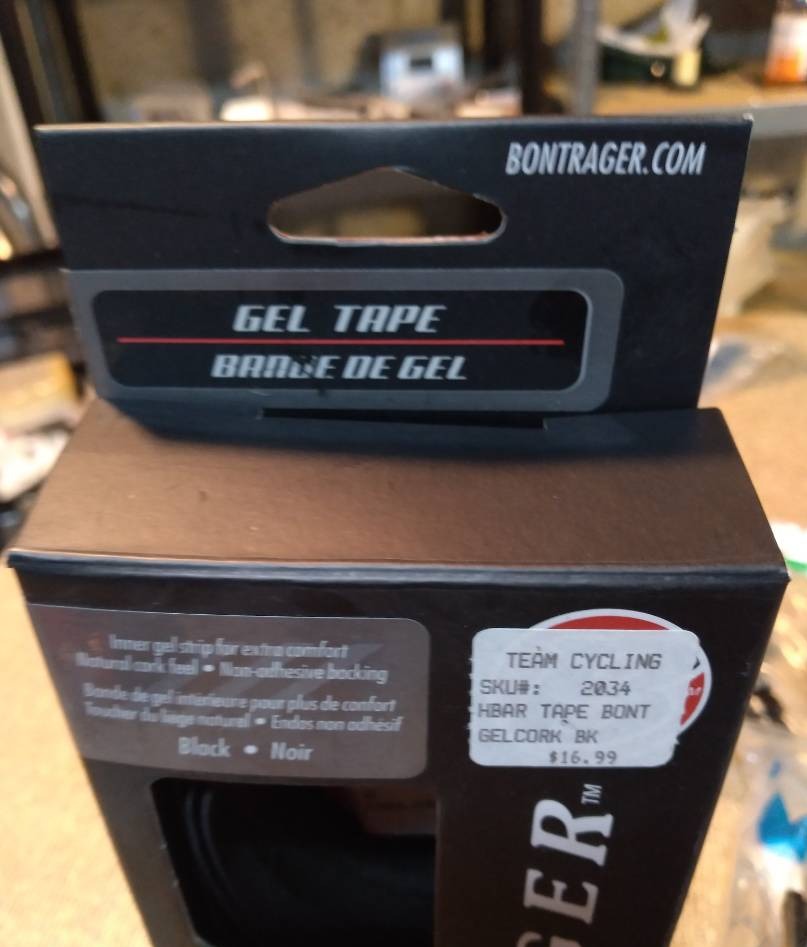 BONTRAGER.COM
GEL TAPE
BANDE DE GEL
Inner gel strip for extra comfort
Natural cork feel • Non-adhesive backing
Bande de gel intérieure pour plus de confort
Toucher du liège naturel • Endos non adhésif
Black • Noir
TEAM CYCLING
SKU#: 2034
HBAR TAPE BONT
GELCORK BK
$16.99
GER™